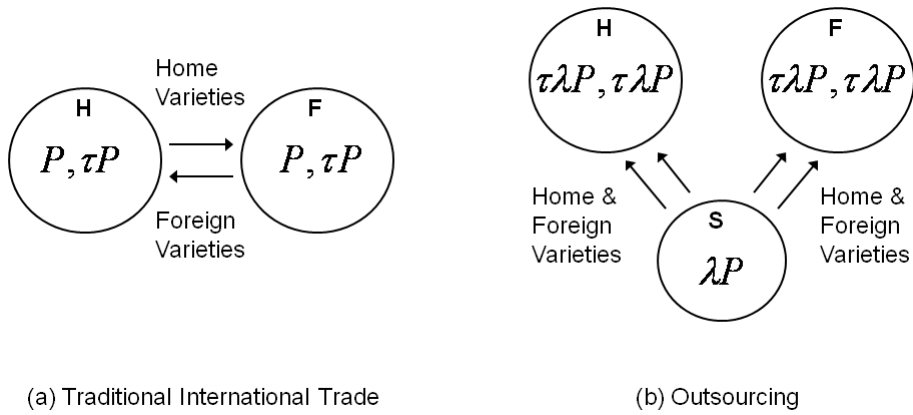 Home
Varieties
H
P, τP
F
P, τP
Foreign
Varieties
(a) Traditional International Trade
H
τλP, τλP
F
τλP, τλP
Home &
Foreign
Varieties
S
λP
Home &
Foreign
Varieties
(b) Outsourcing